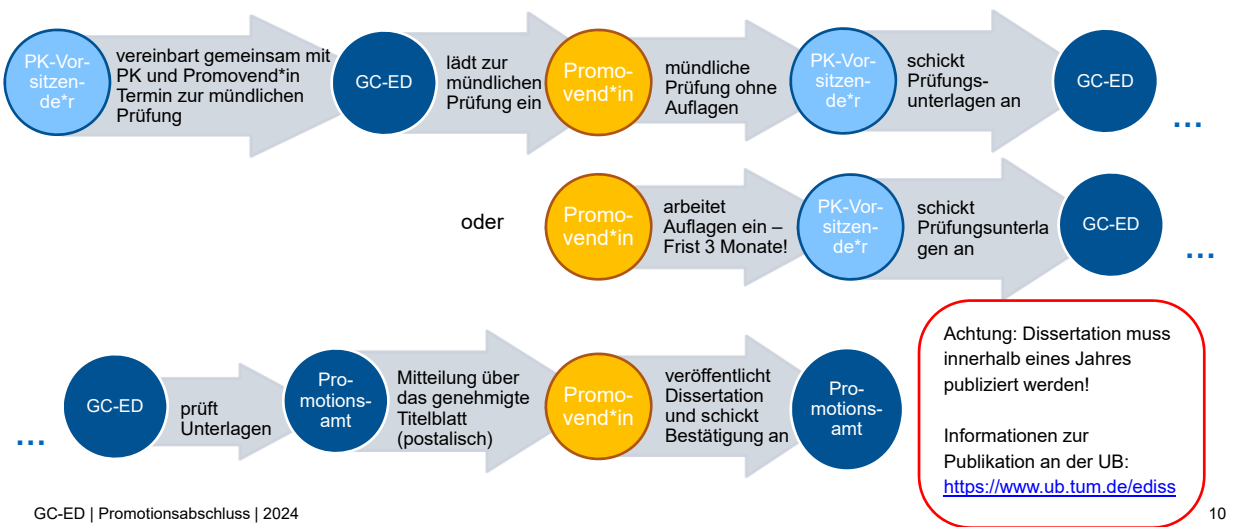 PK-Vor-
sitzen-
de*r
vereinbart gemeinsam mit
PK und Promovend*in
Termin zur mündlichen
Prüfung
GC-ED
lädt zur
mündlichen
Prüfung ein
Promo-
vend*in
mündliche
Prüfung ohne
Auflagen
PK-Vor-
sitzen-
de*r
schickt
Prüfungs-
unterlagen an
GC-ED
...
oder
Promo-
vend*in
arbeitet
Auflagen ein –
Frist 3 Monate!
PK-Vor-
sitzen-
de*r
schickt
Prüfungsunterla
gen an
GC-ED
...
...
GC-ED
prüft
Unterlagen
Pro-
motions-
amt
Mitteilung über
das genehmigte
Titelblatt
(postalisch)
Promo-
vend*in
veröffentlicht
Dissertation
und schickt
Bestätigung an
Pro-
motions-
amt
Achtung: Dissertation muss
innerhalb eines Jahres
publiziert werden!
Informationen zur
Publikation an der UB:
https://www.ub.tum.de/ediss
GC-ED | Promotionsabschluss | 2024
10